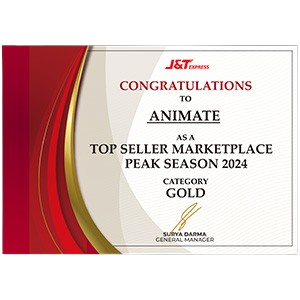 J&T EXPRESS
CONGRATULATIONS
TO
ANIMATE
AS A
TOP SELLER MARKETPLACE
PEAK SEASON 2024
CATEGORY
GOLD
SURYA DARMA
GENERAL MANAGER